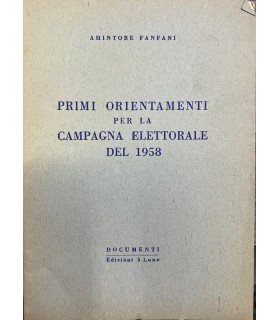 AMINTORE FANFANI
PRIMI ORIENTAMENTI
PER LA
CAMPAGNA ELETTORALE
DEL 1958
DOCUMENTI
Edizioni 5 Lune